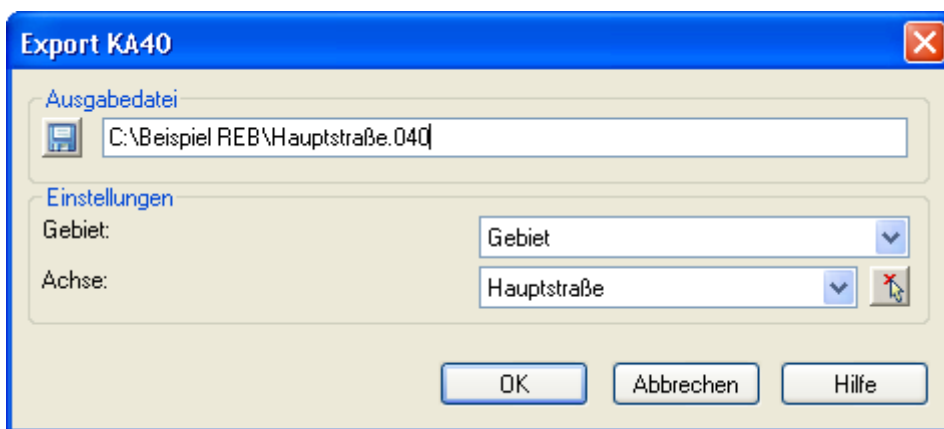 Export KA40
Ausgabedatei
C:\Beispiel REB\Hauptstraße.040
Einstellungen
Gebiet: Gebiet
Achse: Hauptstraße
OK Abbrechen Hilfe